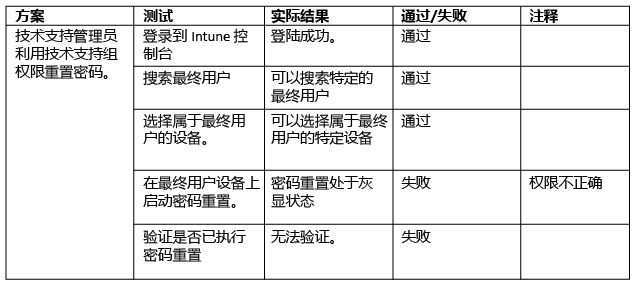 方案 测试 实际结果 通过/失败 注释
技术支持管理员 登录到 Intune 控 登陆成功。 通过
利用技术支持组 制台
权限重置密码。
搜索最终用户 可以搜索特定的 通过
最终用户
选择属于最终用 可以选择属于最终 通过
户的设备。 用户的特定设备
在最终用户设备上 密码重置处于灰 失败 权限不正确
启动密码重置。 显状态
验证是否已执行 无法验证。 失败
密码重置